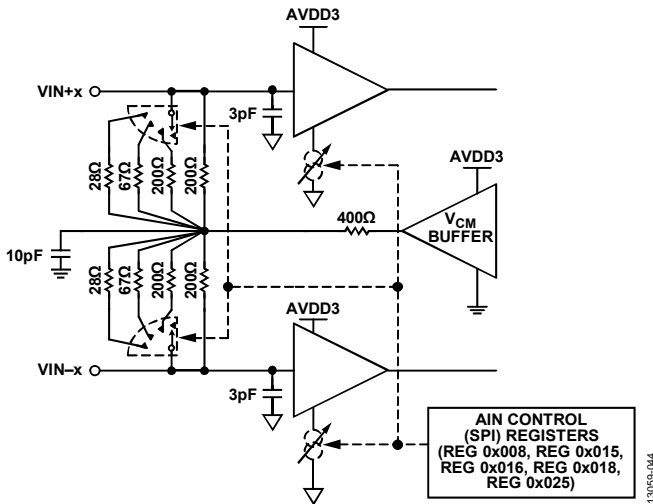 AVDD3
VIN+x
3pF
28Ω
67Ω
200Ω
200Ω
AVDD3
400Ω
VCM
BUFFER
10pF
28Ω
67Ω
200Ω
200Ω
AVDD3
VIN–x
3pF
AIN CONTROL
(SPI) REGISTERS
(REG 0x008, REG 0x015,
REG 0x016, REG 0x018,
REG 0x025)
13059-044